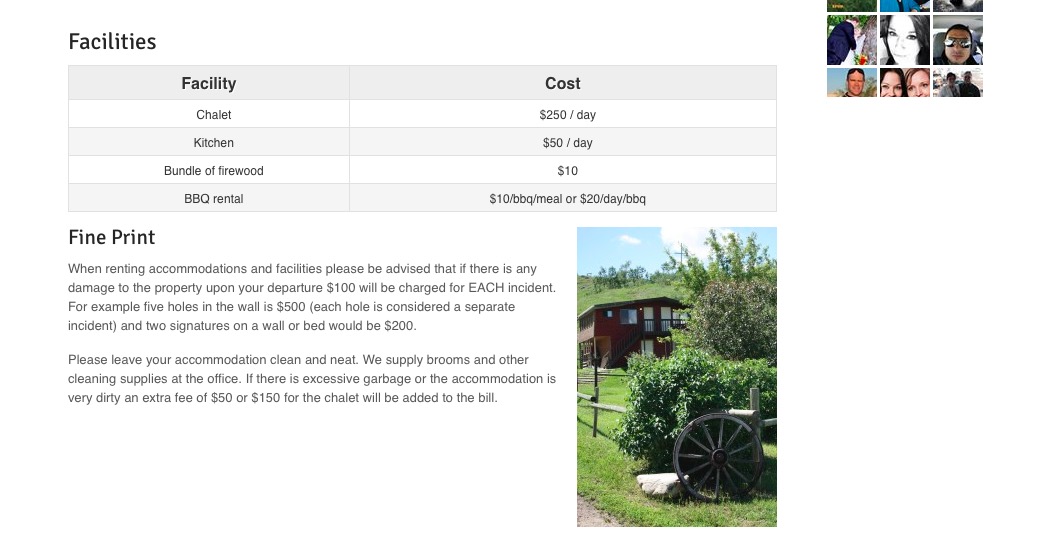 Facilities
Facility Cost
Chalet $250 / day
Kitchen $50 / day
Bundle of firewood $10
BBQ rental $10/bbq/meal or $20/day/bbq
Fine Print
When renting accommodations and facilities please be advised that if there is any
damage to the property upon your departure $100 will be charged for EACH incident.
For example five holes in the wall is $500 (each hole is considered a separate
incident) and two signatures on a wall or bed would be $200.
Please leave your accommodation clean and neat. We supply brooms and other
cleaning supplies at the office. If there is excessive garbage or the accommodation is
very dirty an extra fee of $50 or $150 for the chalet will be added to the bill.